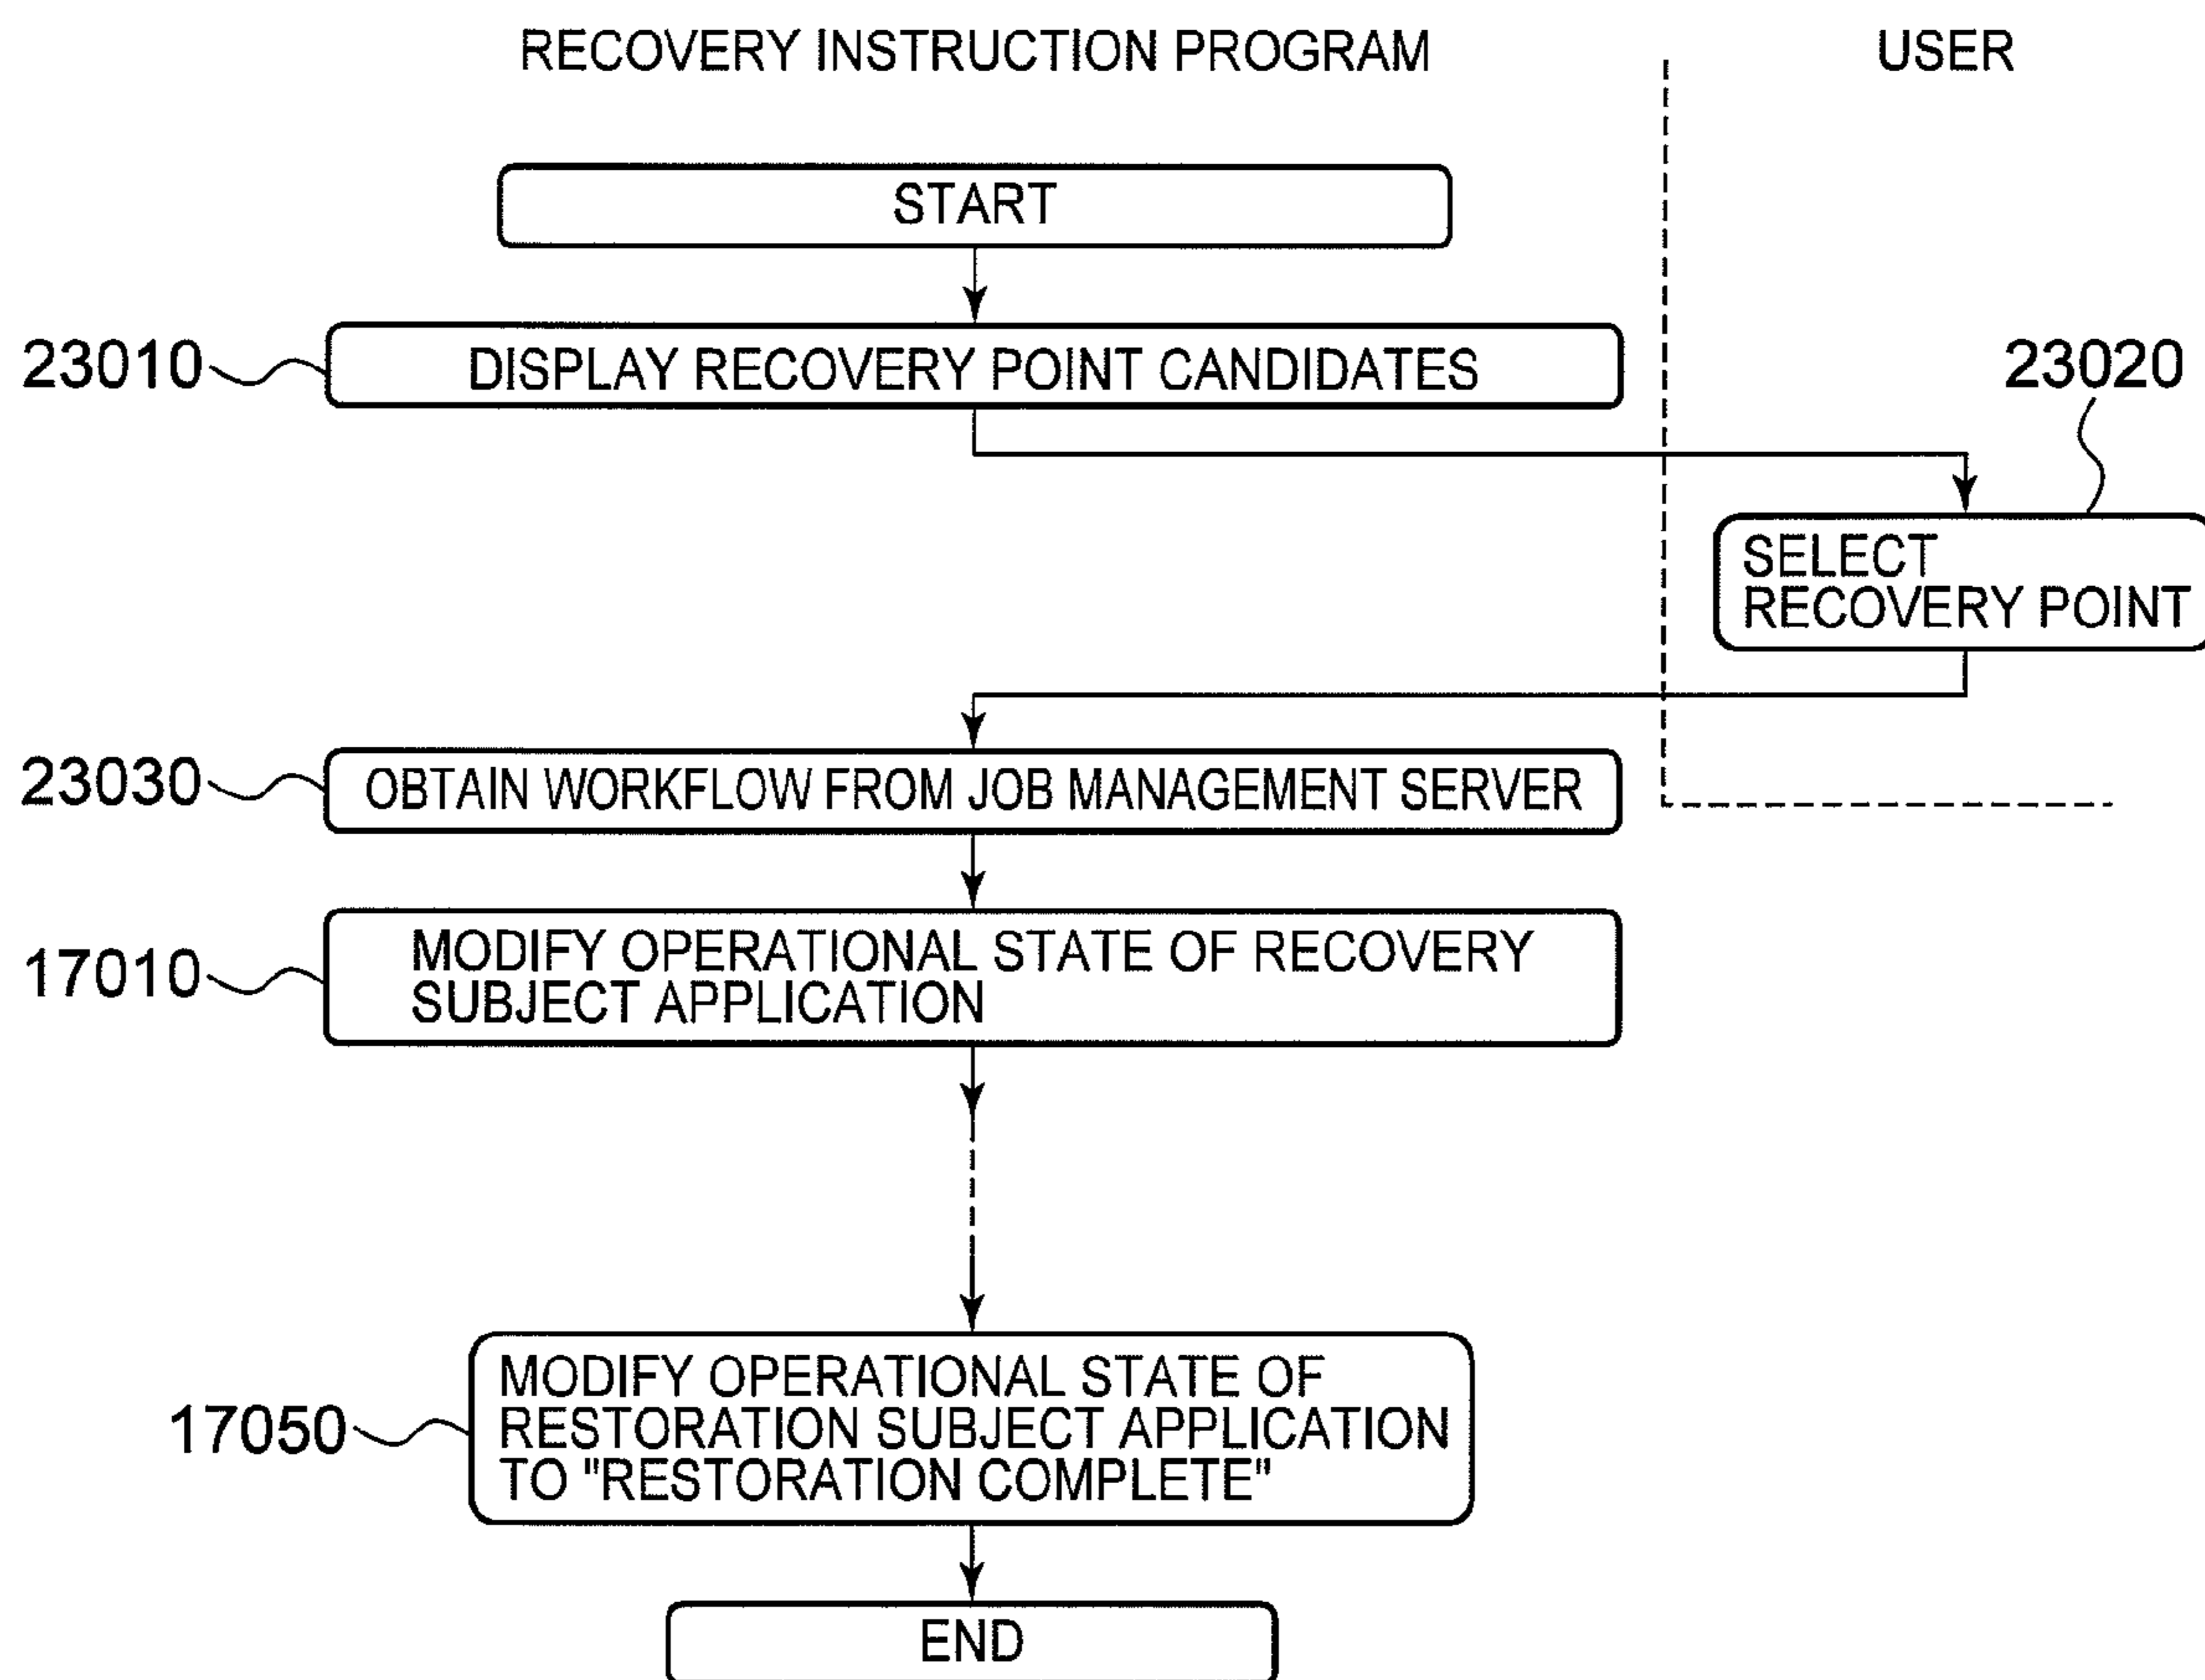 RECOVERY INSTRUCTION PROGRAM
USER
START
23010
DISPLAY RECOVERY POINT CANDIDATES
23020
SELECT
RECOVERY POINT
23030
OBTAIN WORKFLOW FROM JOB MANAGEMENT SERVER
17010
MODIFY OPERATIONAL STATE OF RECOVERY
SUBJECT APPLICATION
17050
MODIFY OPERATIONAL STATE OF
RESTORATION SUBJECT APPLICATION
TO "RESTORATION COMPLETE"
END